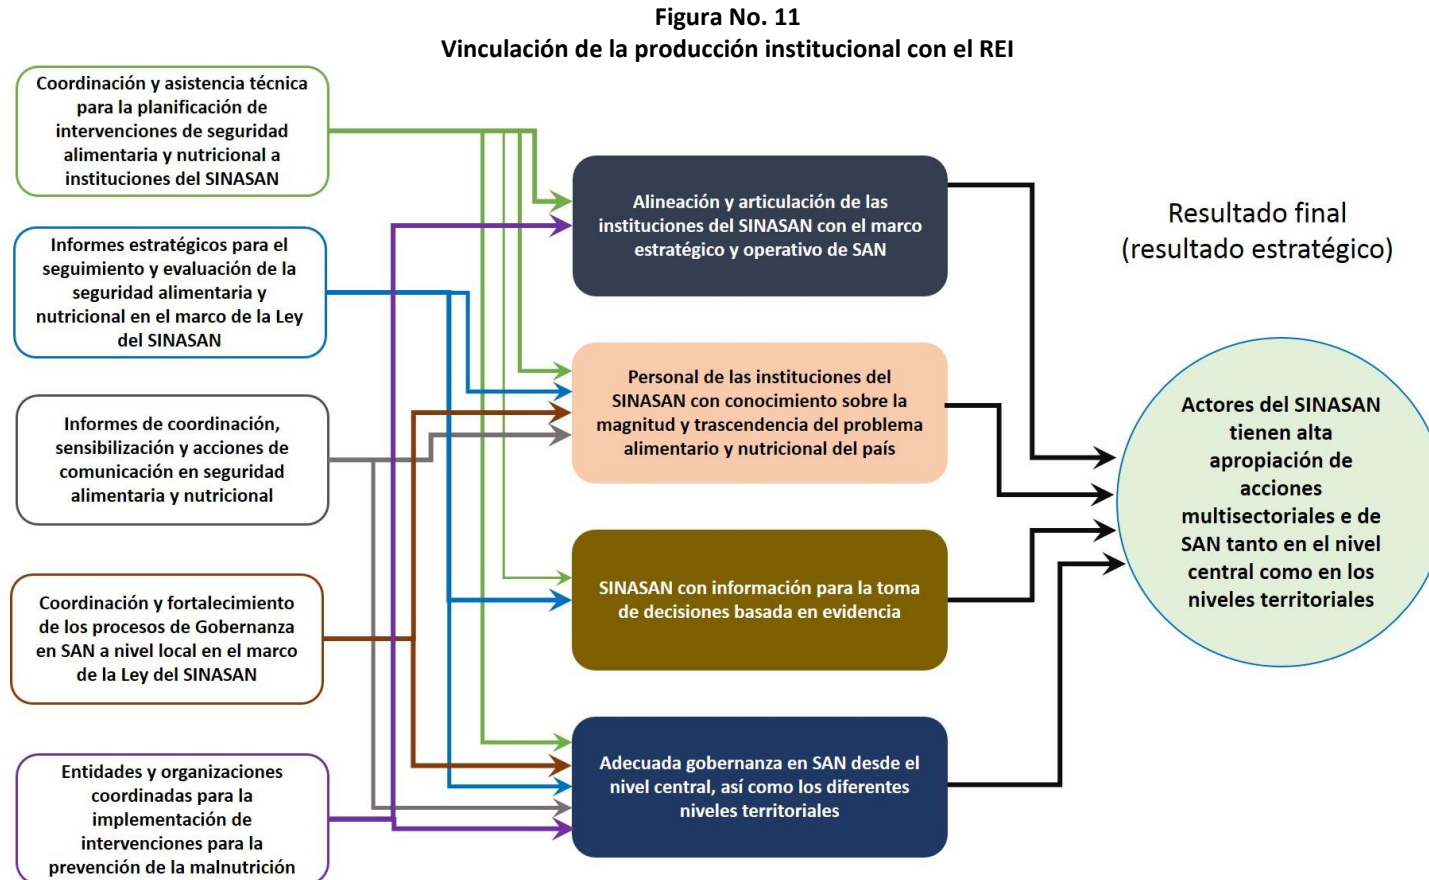 Figura No. 11
Vinculación de la producción institucional con el REI
Coordinación y asistencia técnica
para la planificación de
intervenciones de seguridad
alimentaria y nutricional a
instituciones del SINASAN
Informes estratégicos para el
seguimiento y evaluación de la
seguridad alimentaria y
nutricional en el marco de la Ley
del SINASAN
Informes de coordinación,
sensibilización y acciones de
comunicación en seguridad
alimentaria y nutricional
Coordinación y fortalecimiento
de los procesos de Gobernanza
en SAN a nivel local en el marco
de la Ley del SINASAN
Entidades y organizaciones
coordinadas para la
implementación de
intervenciones para la
prevención de la malnutrición
Alineación y articulación de las
instituciones del SINASAN con el marco
estratégico y operativo de SAN
Personal de las instituciones del
SINASAN con conocimiento sobre la
magnitud y trascendencia del problema
alimentario y nutricional del país
SINASAN con información para la toma
de decisiones basada en evidencia
Adecuada gobernanza en SAN desde el
nivel central, así como los diferentes
niveles territoriales
Resultado final
(resultado estratégico)
Actores del SINASAN
tienen alta
apropiación de
acciones
multisectoriales e de
SAN tanto en el nivel
central como en los
niveles territoriales